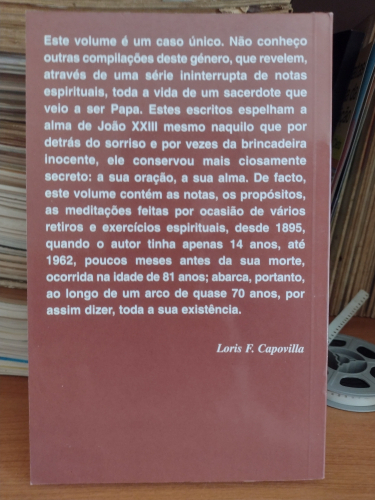 Este volume é um caso único. Não conheço
outras compilações deste género, que revelem,
através de uma série ininterrupta de notas
espirituais, toda a vida de um sacerdote que
veio a ser Papa. Estes escritos espelham a
alma de João XXIII mesmo naquilo que por
detrás do sorriso e por vezes da brincadeira
inocente, ele conservou mais ciosamente
secreto: a sua oração, a sua alma. De facto,
este volume contém as notas, os propósitos,
as meditações feitas por ocasião de vários
retiros e exercícios espirituais, desde 1895,
quando o autor tinha apenas 14 anos, até
1962, poucos meses antes da sua morte,
ocorrida na idade de 81 anos; abarca, portanto,
ao longo de um arco de quase 70 anos, por
assim dizer, toda a sua existência.
Loris F. Capovilla